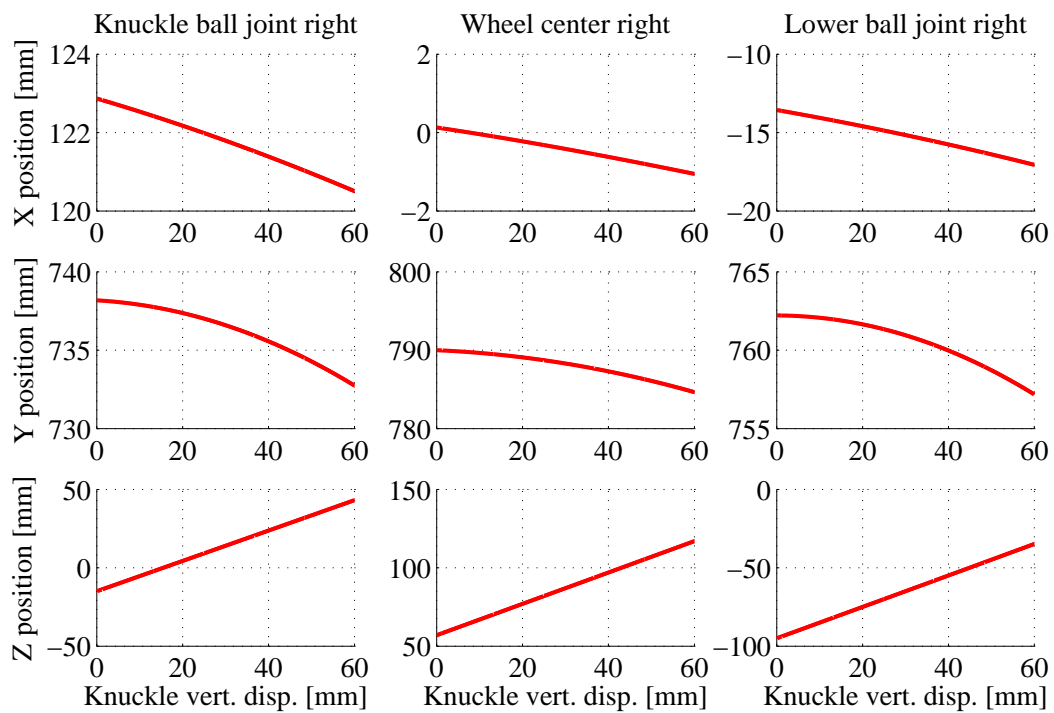 Knuckle ball joint right Wheel center right Lower ball joint right
X position [mm]
124
122
120
0 20 40 60
2
0
−2
0 20 40 60
−10
−15
−20
0 20 40 60
Y position [mm]
740
735
730
0 20 40 60
800
790
780
0 20 40 60
765
760
755
0 20 40 60
Z position [mm]
50
0
−50
0 20 40 60
Knuckle vert. disp. [mm]
150
100
50
0 20 40 60
Knuckle vert. disp. [mm]
0
−50
−100
0 20 40 60
Knuckle vert. disp. [mm]